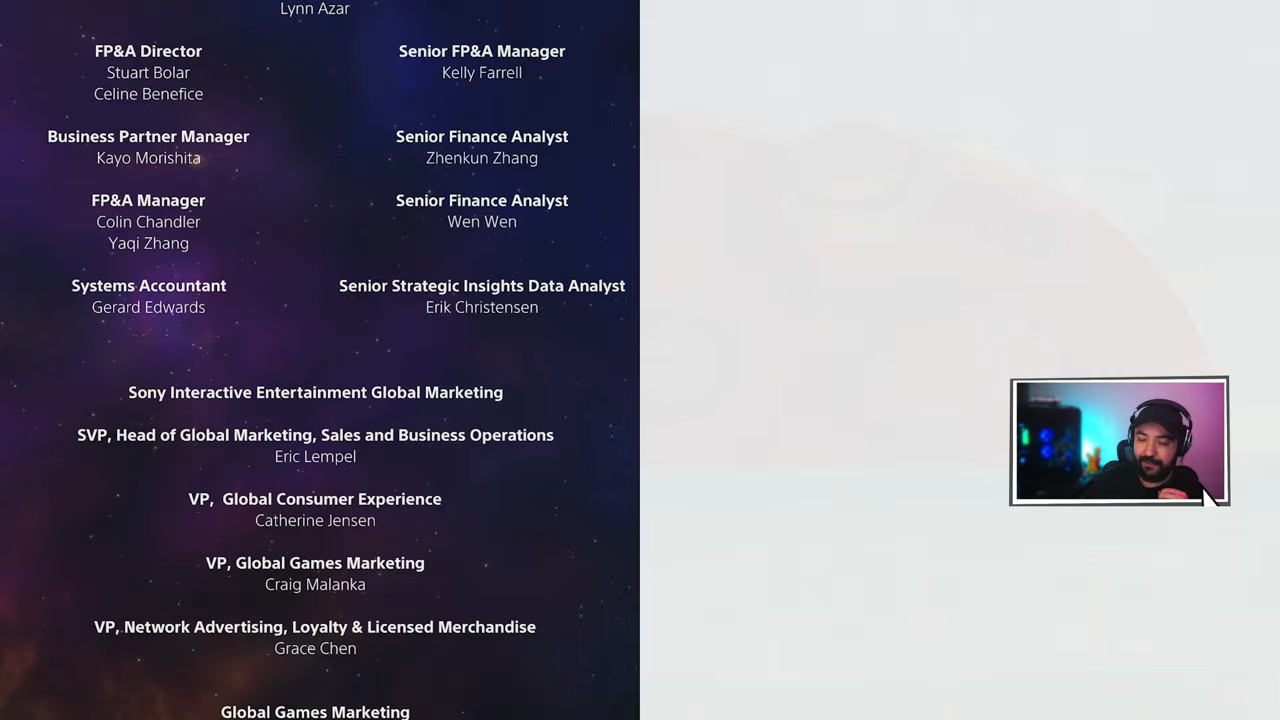 Lynn Azar
FP&A Director
Stuart Bolar
Celine Benefice
Senior FP&A Manager
Kelly Farrell
Business Partner Manager
Kayo Morishita
Senior Finance Analyst
Zhenkun Zhang
FP&A Manager
Colin Chandler
Yaqi Zhang
Senior Finance Analyst
Wen Wen
Systems Accountant
Gerard Edwards
Senior Strategic Insights Data Analyst
Erik Christensen
Sony Interactive Entertainment Global Marketing
SVP, Head of Global Marketing, Sales and Business Operations
Eric Lempel
VP, Global Consumer Experience
Catherine Jensen
VP, Global Games Marketing
Craig Malanka
VP, Network Advertising, Loyalty & Licensed Merchandise
Grace Chen
Global Games Marketing